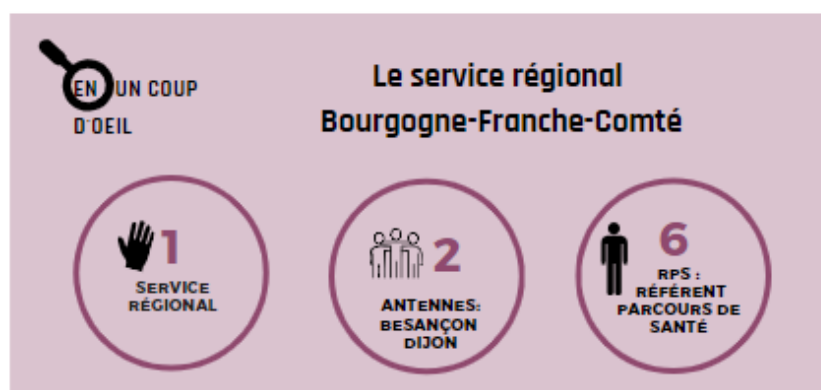 EN UN COUP
D'OEIL
Le service régional
Bourgogne-Franche-Comté
1
SERVICE
RÉGIONAL
2
ANTENNES:
BESANÇON
DIJON
6
RPS :
RÉFÉRENT
PARCOURS DE
SANTÉ